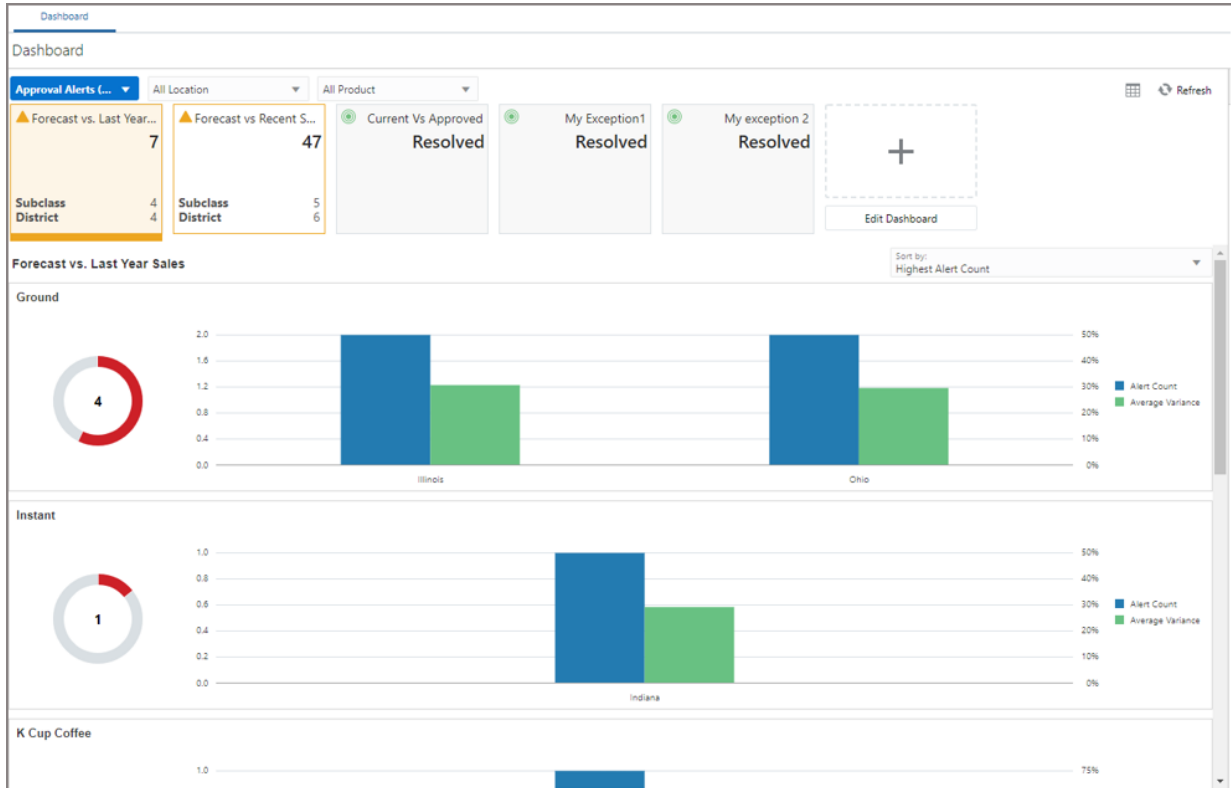 Dashboard
Dashboard
Approval Alerts (...
All Location
All Product
Refresh
Forecast vs. Last Year...
7
Subclass 4
District 4
Forecast vs Recent S...
47
Subclass 5
District 6
Current Vs Approved
Resolved
My Exception1
Resolved
My exception 2
Resolved
Edit Dashboard
Forecast vs. Last Year Sales
Sort by:
Highest Alert Count
Ground
4
2.0
1.6
1.2
0.8
0.4
0.0
Illinois
Ohio
50%
40%
30%
20%
10%
0%
Alert Count
Average Variance
Instant
1
1.0
0.8
0.6
0.4
0.2
0.0
Indiana
50%
40%
30%
20%
10%
0%
Alert Count
Average Variance
K Cup Coffee
1.0
75%